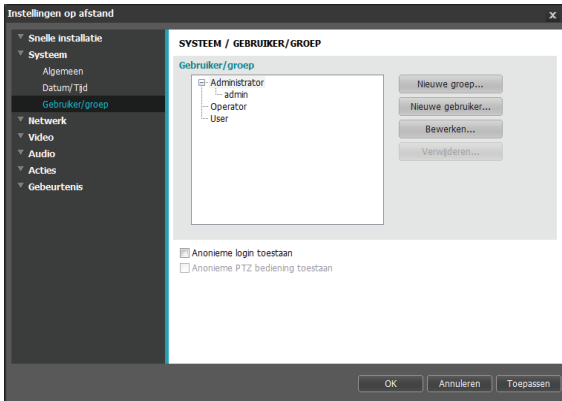 Instellingen op afstand
x
Snelle installatie
Systeem
Algemeen
Datum/Tijd
Gebruiker/groep
Netwerk
Video
Audio
Acties
Gebeurtenis
SYSTEEM / GEBRUIKER/GROEP
Gebruiker/groep
Administrator
admin
Operator
User
Nieuwe groep...
Nieuwe gebruiker...
Bewerken...
Verwijderen...
Anonieme login toestaan
Anonieme PTZ bediening toestaan
OK
Annuleren
Toepassen